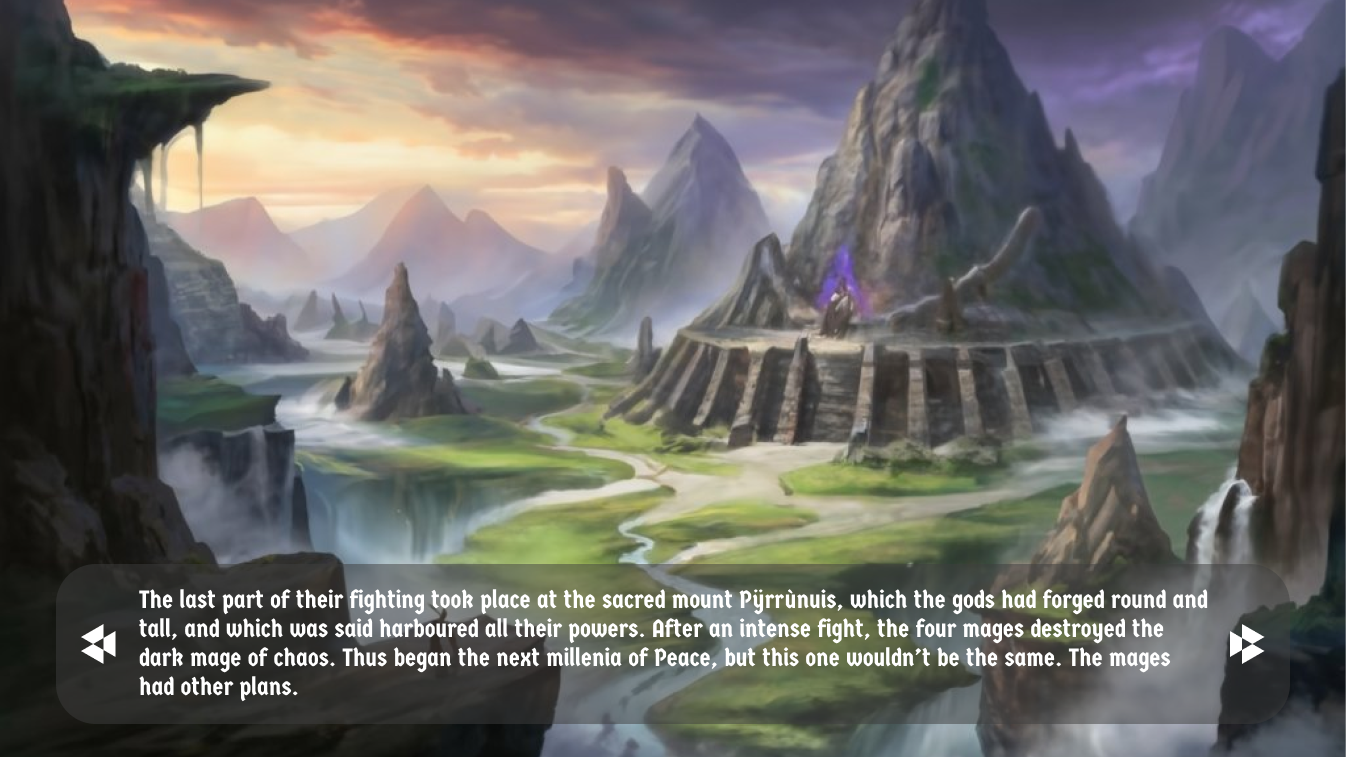 The last part of their fighting took place at the sacred mount Pÿrrùnuis, which the gods had forged round and
tall, and which was said harboured all their powers. After an intense fight, the four mages destroyed the
dark mage of chaos. Thus began the next millenia of Peace, but this one wouldn't be the same. The mages
had other plans.